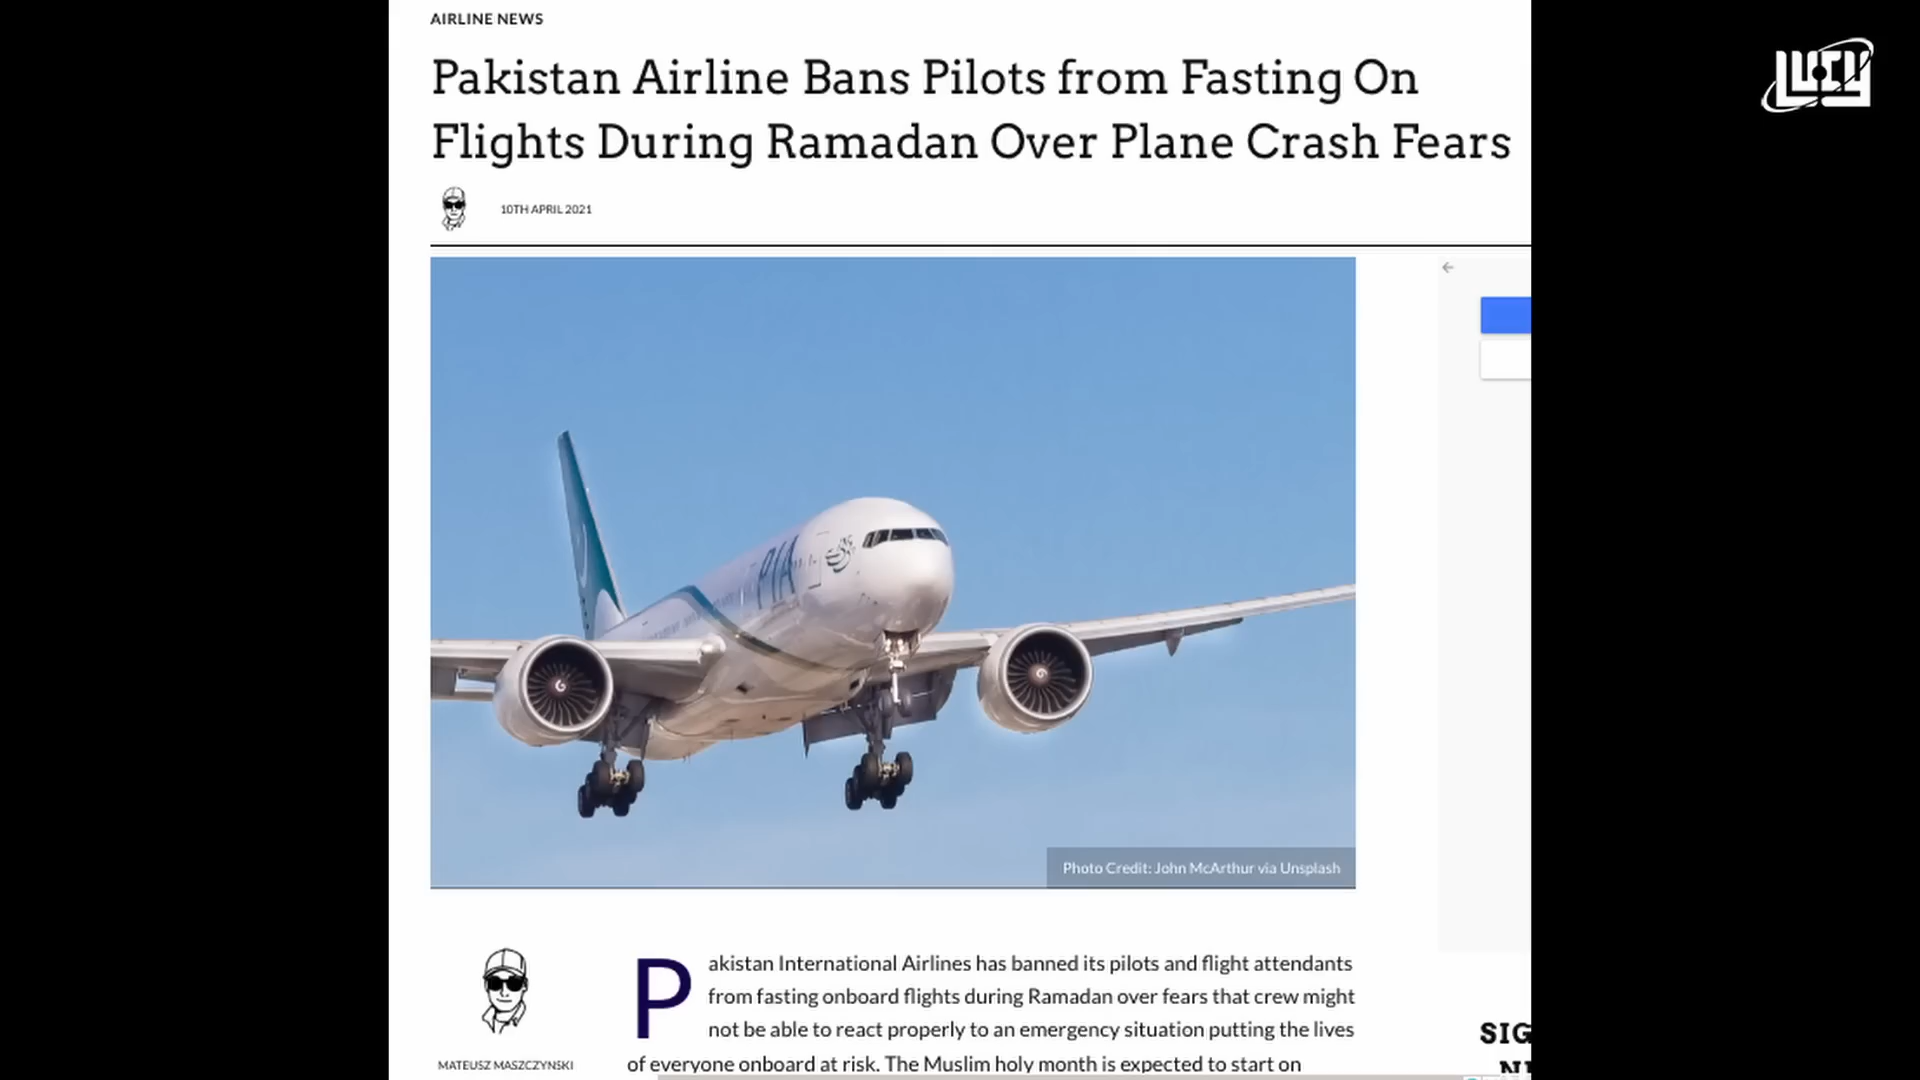 AIRLINE NEWS
LUCY
Pakistan Airline Bans Pilots from Fasting On
Flights During Ramadan Over Plane Crash Fears
10TH APRIL 2021
PIA
Photo Credit: John McArthur via Unsplash
akistan International Airlines has banned its pilots and flight attendants
P
from fasting onboard flights during Ramadan over fears that crew might
not be able to react properly to an emergency situation putting the lives
SIG
MATEUSZ MASZCZYNSKI
of everyone onboard at risk. The Muslim holy month is expected to start on